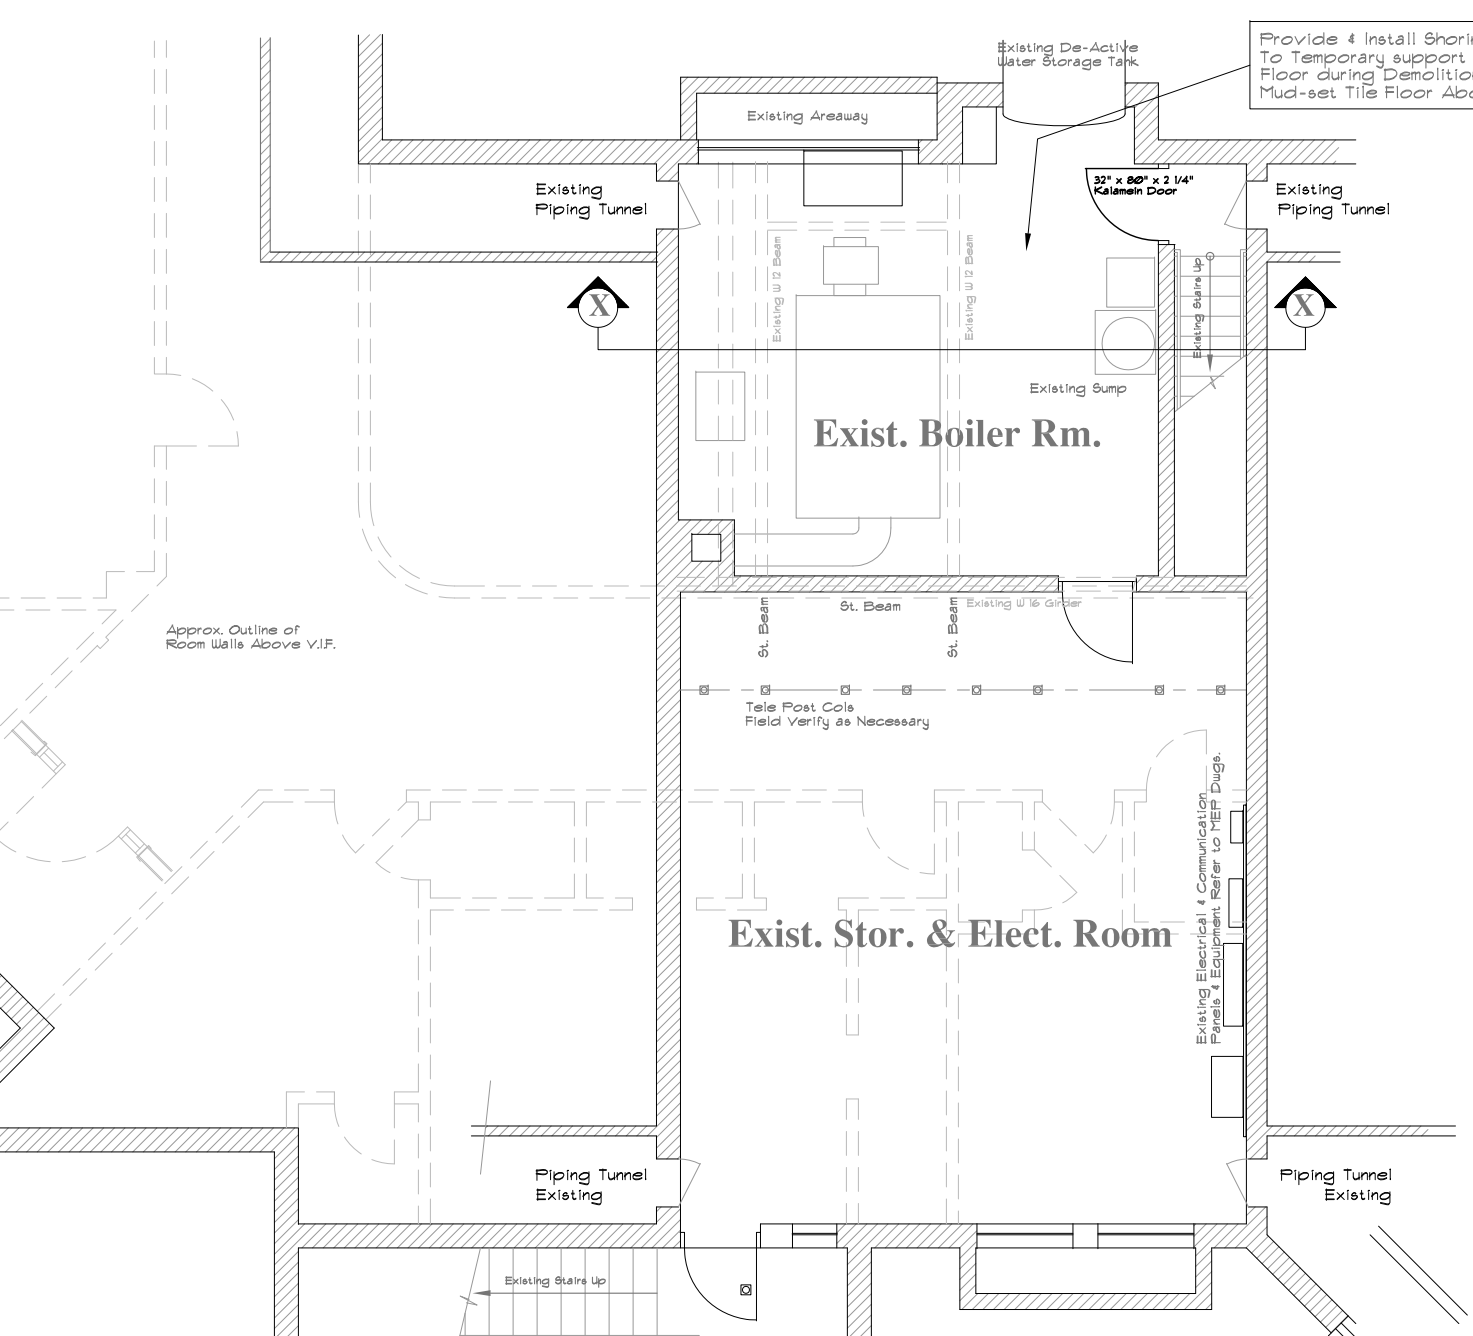 Existing De-Active
Water Storage Tank
Provide & Install
To Temporary support
Floor during
Mud-set Tile Floor
Existing Areaway
32" x 80" x 2 1/4"
Kalamein Door
Existing
Piping Tunnel
Existing
Piping Tunnel
Existing W 12 Beam
Existing W 12 Beam
Existing Stairs Up
X
X
Existing Sump
Exist. Boiler Rm.
St. Beam
St. Beam
St. Beam
Existing W 16 Girder
Approx. Outline of
Room Walls Above V.I.F.
Tele Post Cols
Field Verify as Necessary
Existing Electrical & Communication
Panels & Equipment Refer to MEP Dwgs.
Exist. Stor. & Elect. Room
Piping Tunnel
Existing
Piping Tunnel
Existing
Existing Stairs Up